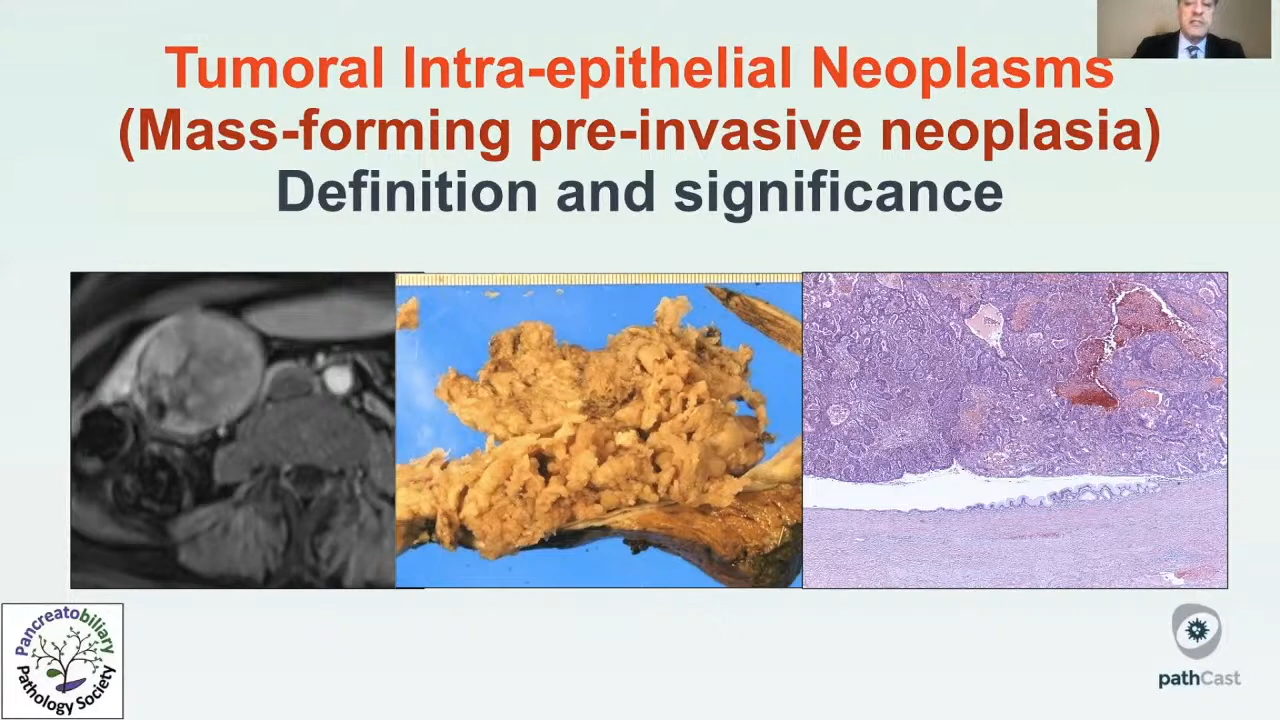 Tumoral Intra-epithelial Neoplasms
(Mass-forming pre-invasive neoplasia)
Definition and significance
Pancreatobiliary
Pathology Society
pathCast